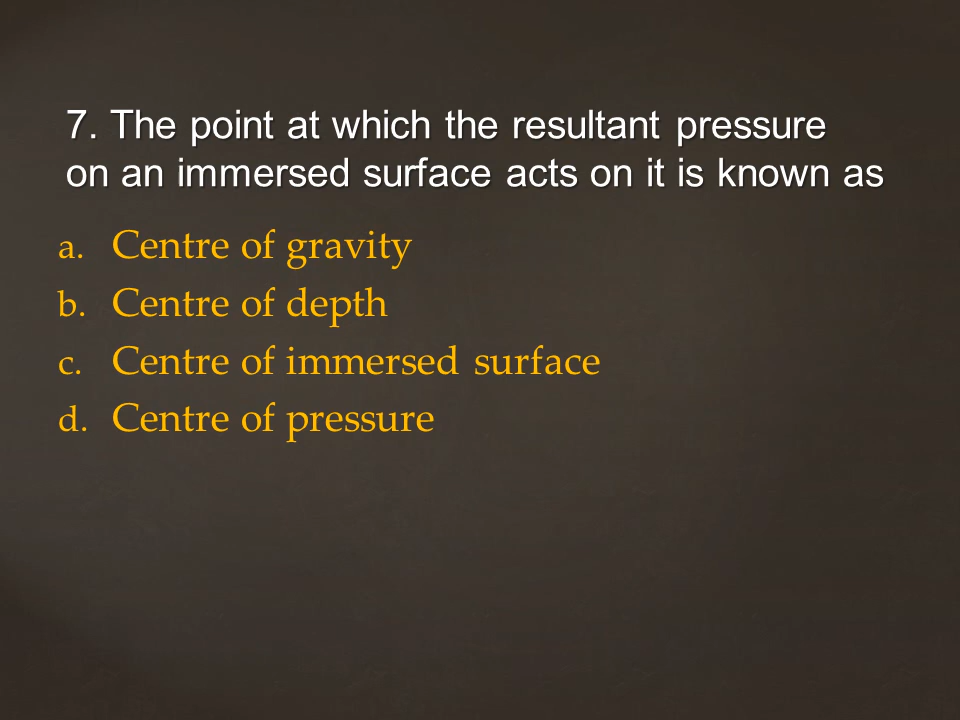 7. The point at which the resultant pressure
on an immersed surface acts on it is known as
a. Centre of gravity
b. Centre of depth
c. Centre of immersed surface
d. Centre of pressure